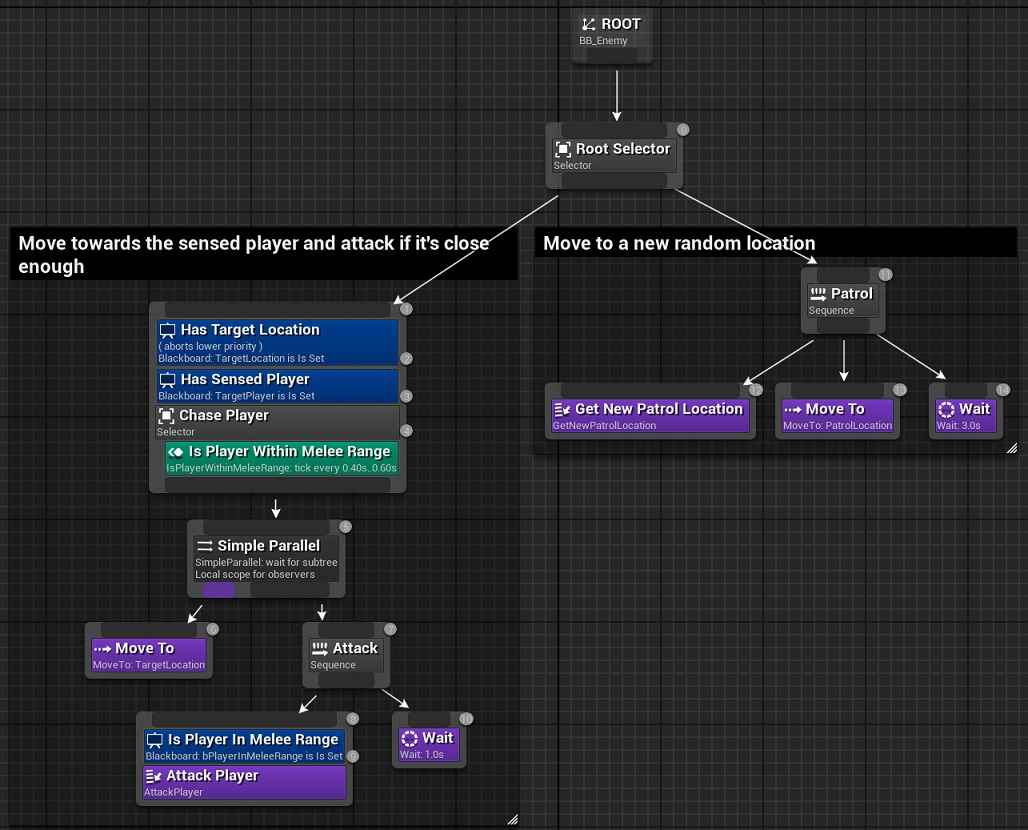 ROOT
BB_Enemy
0
Root Selector
Selector
Move towards the sensed player and attack if it's close
enough
Move to a new random location
1
Has Target Location
( aborts lower priority )
Blackboard: TargetLocation is Is Set
2
Has Sensed Player
Blackboard: TargetPlayer is Is Set
3
Chase Player
Selector
4
Is Player Within Melee Range
IsPlayerWithinMeleeRange: tick every 0.40s..0.60s
11
Patrol
Sequence
12
Get New Patrol Location
GetNewPatrolLocation
13
Move To
MoveTo: PatrolLocation
14
Wait
Wait: 3.0s
5
Simple Parallel
SimpleParallel: wait for subtree
Local scope for observers
6
Move To
MoveTo: TargetLocation
7
Attack
Sequence
8
Is Player In Melee Range
Blackboard: bPlayerInMeleeRange is Is Set
9
Attack Player
AttackPlayer
10
Wait
Wait: 1.0s